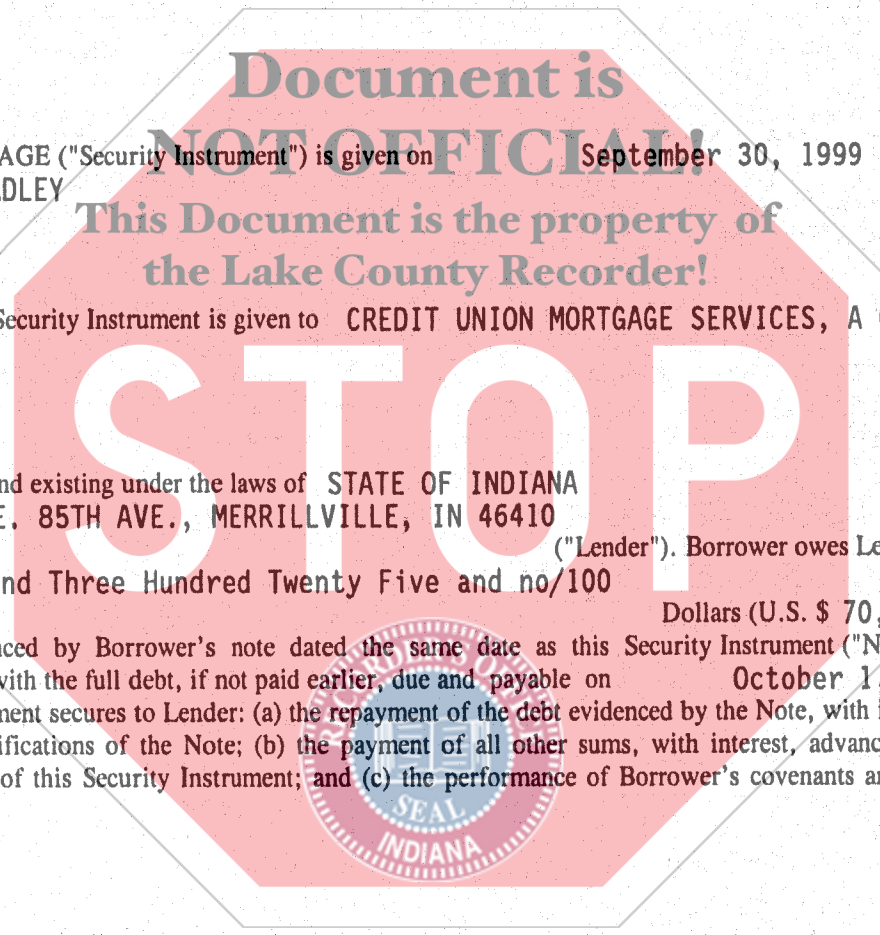 Document is
NOT OFFICIAL!
AGE ("Security Instrument") is given on September 30, 1999
DLEY
This Document is the property of
the Lake County Recorder!
Security Instrument is given to CREDIT UNION MORTGAGE SERVICES, A
STOP
nd existing under the laws of STATE OF INDIANA
E. 85TH AVE., MERRILLVILLE, IN 46410
("Lender"). Borrower owes Le
nd Three Hundred Twenty Five and no/100
Dollars (U.S. $ 70,
nced by Borrower's note dated the same date as this Security Instrument ("N
with the full debt, if not paid earlier, due and payable on October 1,
ment secures to Lender: (a) the repayment of the debt evidenced by the Note, with i
ifications of the Note; (b) the payment of all other sums, with interest, advanc
of this Security Instrument; and (c) the performance of Borrower's covenants an
SEAL
INDIANA